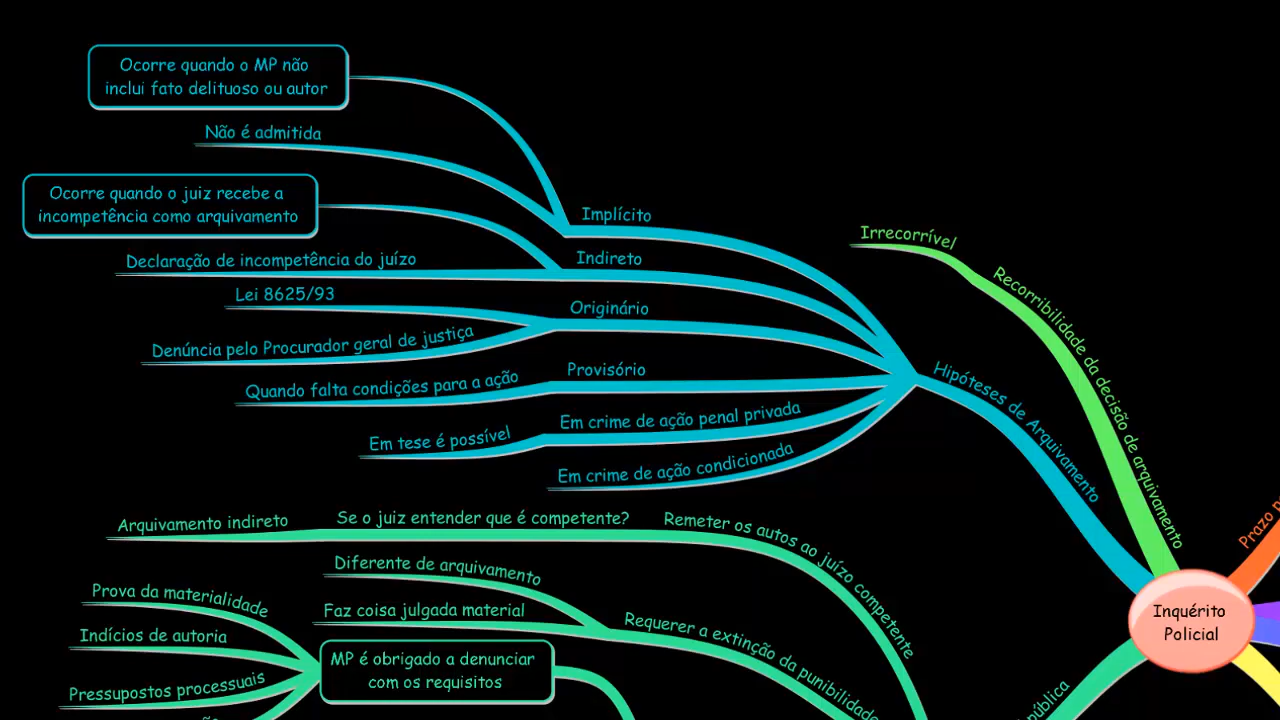 Ocorre quando o MP não
inclui fato delituoso ou autor
Não é admitida
Ocorre quando o juiz recebe a
incompetência como arquivamento
Implícito
Declaração de incompetência do juízo
Indireto
Lei 8625/93
Originário
Denúncia pelo Procurador geral de justiça
Quando falta condições para a ação
Provisório
Em tese é possível
Em crime de ação penal privada
Em crime de ação condicionada
Hipóteses de Arquivamento
Irrecorrível
Recorribilidade da decisão de arquivamento
Prazo
Inquérito
Policial
Arquivamento indireto
Se o juiz entender que é competente?
Remeter os autos ao juízo competente
Diferente de arquivamento
Faz coisa julgada material
Requerer a extinção da punibilidade
Prova da materialidade
Indícios de autoria
Pressupostos processuais
MP é obrigado a denunciar
com os requisitos
pública